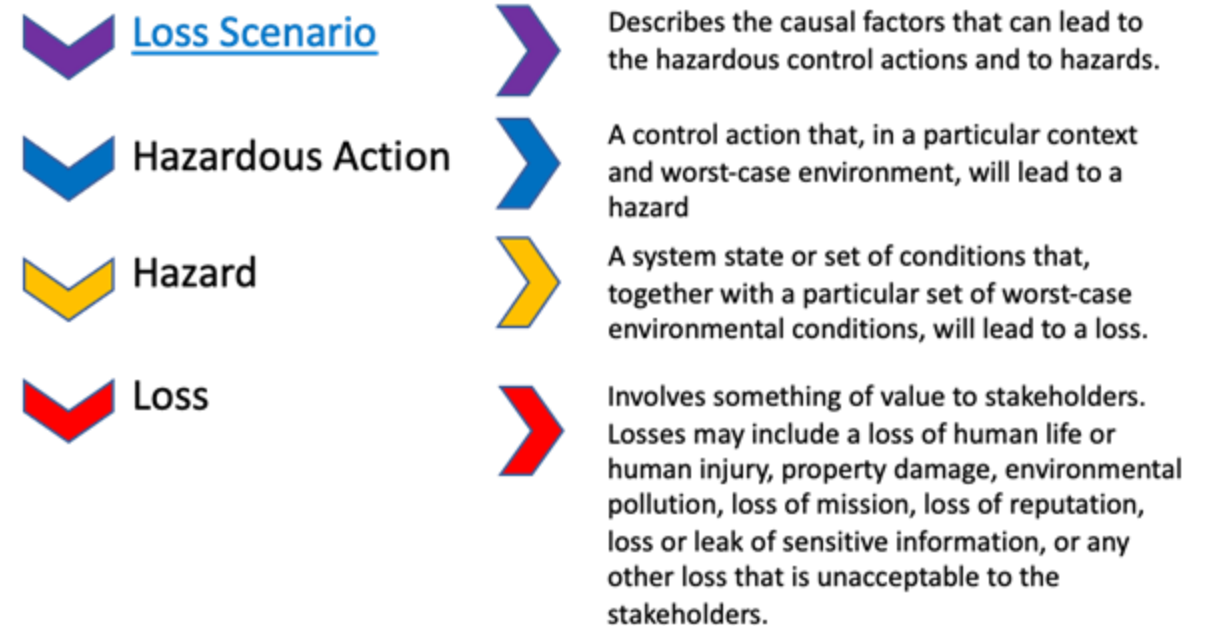 Loss Scenario
Describes the causal factors that can lead to
the hazardous control actions and to hazards.
Hazardous Action
A control action that, in a particular context
and worst-case environment, will lead to a
hazard
Hazard
A system state or set of conditions that,
together with a particular set of worst-case
environmental conditions, will lead to a loss.
Loss
Involves something of value to stakeholders.
Losses may include a loss of human life or
human injury, property damage, environmental
pollution, loss of mission, loss of reputation,
loss or leak of sensitive information, or any
other loss that is unacceptable to the
stakeholders.